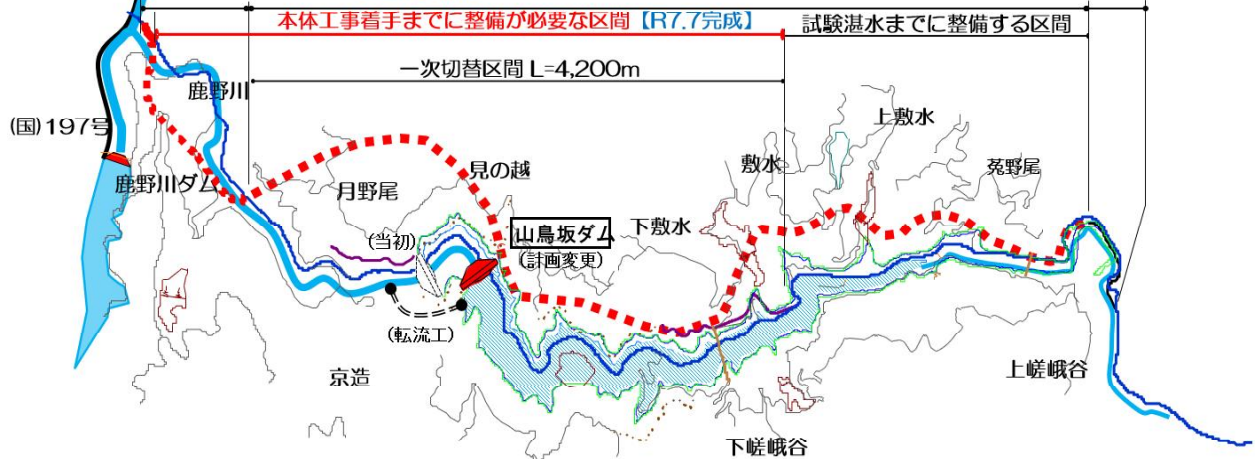 本体工事着手までに整備が必要な区間【R7.7完成】
試験湛水までに整備する区間
一次切替区間 L=4,200m
鹿野川
(国)197号
上敷水
敷水
菟野尾
見の越
鹿野川ダム
月野尾
山鳥坂ダム
(計画変更)
下敷水
(当初)
(転流工)
京造
上嵯峨谷
下嵯峨谷